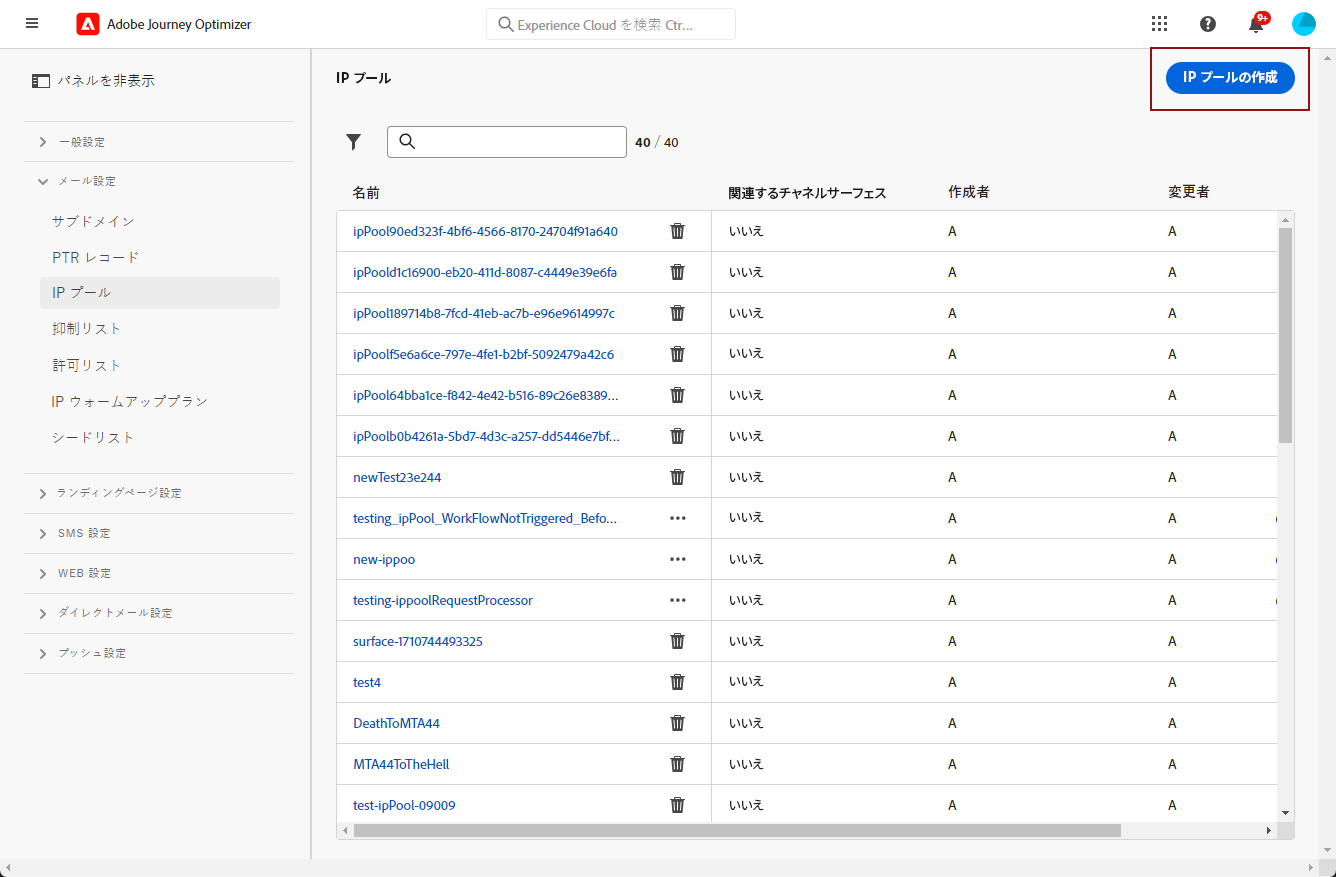 Adobe Journey Optimizer
Experience Cloud を検索 Ctr...
9+
パネルを非表示
一般設定
メール設定
サブドメイン
PTR レコード
IP プール
抑制リスト
許可リスト
IP ウォームアッププラン
シードリスト
ランディングページ設定
SMS 設定
WEB 設定
ダイレクトメール設定
プッシュ設定
IP プール
IP プールの作成
40 / 40
名前 関連するチャネルサーフェス 作成者 変更者
ipPool90ed323f-4bf6-4566-8170-24704f91a640 いいえ A A
ipPoold1c16900-eb20-411d-8087-c4449e39e6fa いいえ A A
ipPool189714b8-7fcd-41eb-ac7b-e96e9614997c いいえ A A
ipPoolf5e6a6ce-797e-4fe1-b2bf-5092479a42c6 いいえ A A
ipPool64bba1ce-f842-4e42-b516-89c26e8389... いいえ A A
ipPoolb0b4261a-5bd7-4d3c-a257-dd5446e7bf... いいえ A A
newTest23e244 いいえ A A
testing_ipPool_WorkFlowNotTriggered_Befo... いいえ A A
new-ippoo いいえ A A
testing-ippoolRequestProcessor いいえ A A
surface-1710744493325 いいえ A A
test4 いいえ A A
DeathToMTA44 いいえ A A
MTA44ToTheHell いいえ A A
test-ipPool-09009 いいえ A A